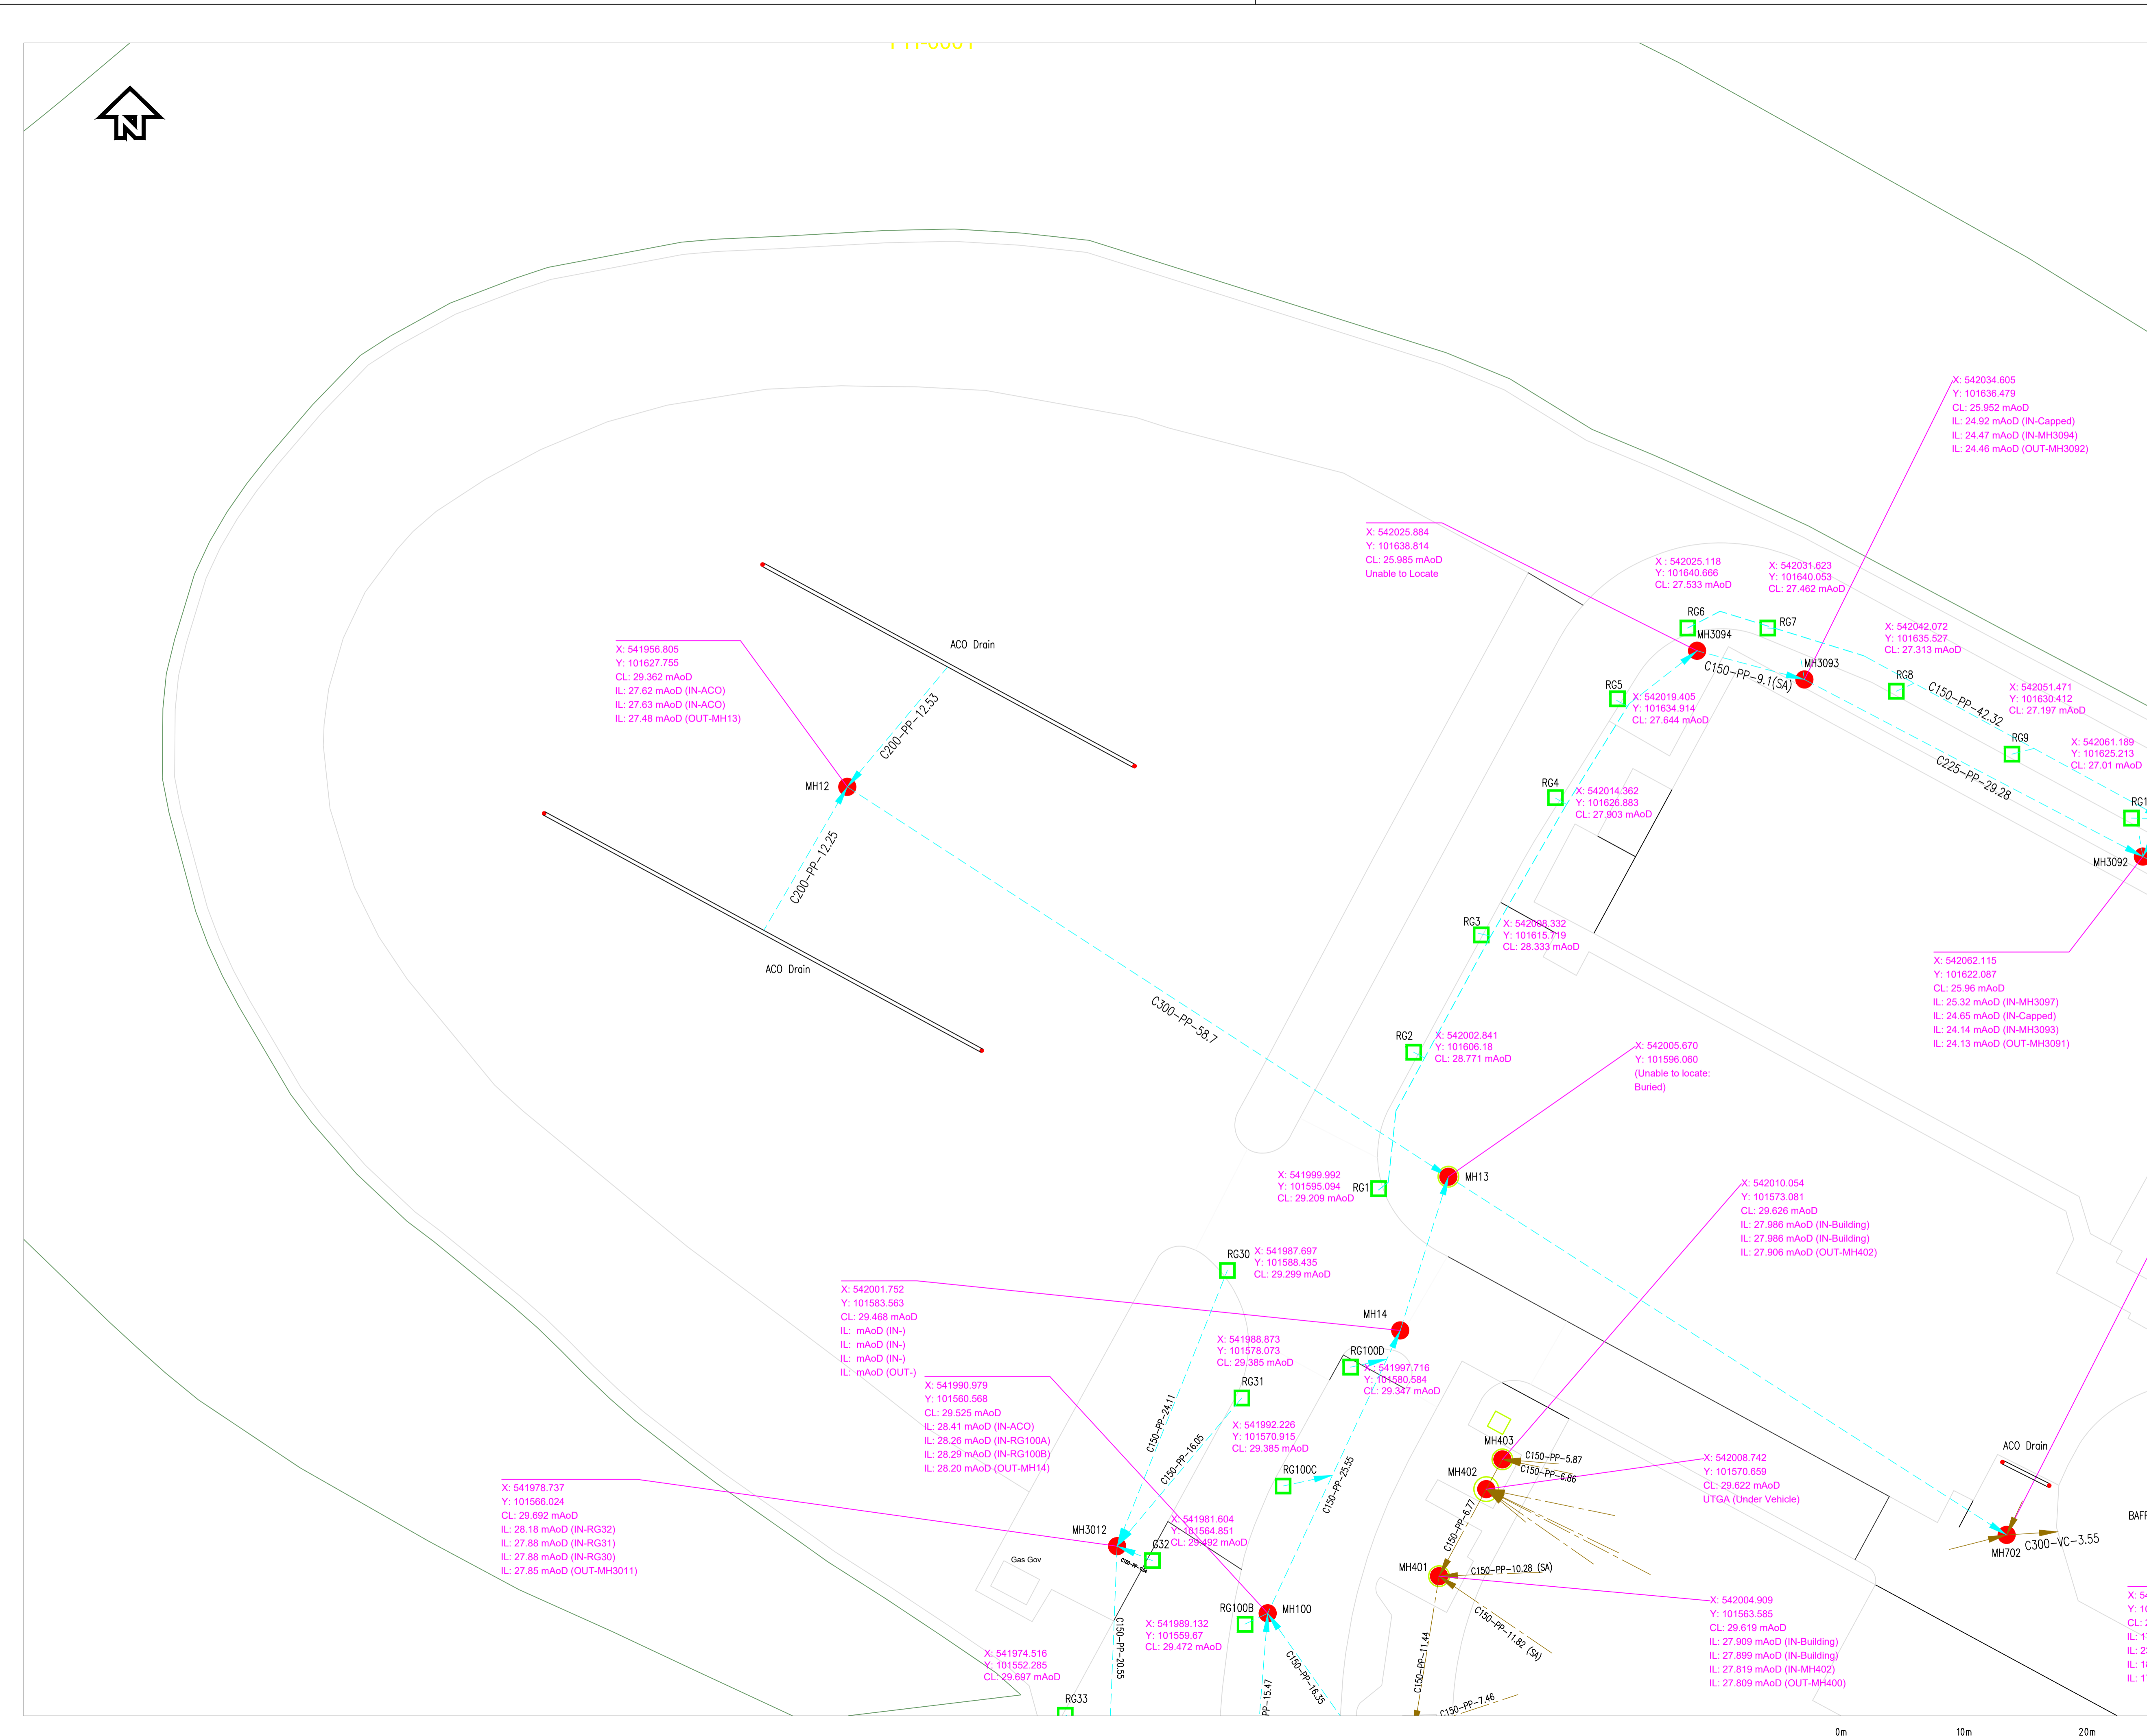 N
X: 542034.605
Y: 101636.479
CL: 25.952 mAoD
IL: 24.92 mAoD (IN-Capped)
IL: 24.47 mAoD (IN-MH3094)
IL: 24.46 mAoD (OUT-MH3092)
X: 542025.884
Y: 101638.814
CL: 25.985 mAoD
Unable to Locate
X : 542025.118
Y: 101640.666
CL: 27.533 mAoD
X: 542031.623
Y: 101640.053
CL: 27.462 mAoD
RG6
RG7
MH3094
MH3093
C150-PP-9.1(SA)
X: 542042.072
Y: 101635.527
CL: 27.313 mAoD
RG8
C150-PP-42.32
X: 542051.471
Y: 101630.412
CL: 27.197 mAoD
RG9
C225-PP-29.28
X: 542061.189
Y: 101625.213
CL: 27.01 mAoD
MH3092
RG5
X: 542019.405
Y: 101634.914
CL: 27.644 mAoD
ACO Drain
X: 541956.805
Y: 101627.755
CL: 29.362 mAoD
IL: 27.62 mAoD (IN-ACO)
IL: 27.63 mAoD (IN-ACO)
IL: 27.48 mAoD (OUT-MH13)
C200-PP-12.53
MH12
C200-PP-12.25
ACO Drain
C300-PP-58.7
RG4
X: 542014.362
Y: 101626.883
CL: 27.903 mAoD
RG3
X: 542008.332
Y: 101615.719
CL: 28.333 mAoD
X: 542062.115
Y: 101622.087
CL: 25.96 mAoD
IL: 25.32 mAoD (IN-MH3097)
IL: 24.65 mAoD (IN-Capped)
IL: 24.14 mAoD (IN-MH3093)
IL: 24.13 mAoD (OUT-MH3091)
RG2
X: 542002.841
Y: 101606.18
CL: 28.771 mAoD
X: 542005.670
Y: 101596.060
(Unable to locate:
Buried)
X: 541999.992
Y: 101595.094
CL: 29.209 mAoD
RG1
MH13
X: 542010.054
Y: 101573.081
CL: 29.626 mAoD
IL: 27.986 mAoD (IN-Building)
IL: 27.986 mAoD (IN-Building)
IL: 27.906 mAoD (OUT-MH402)
RG30
X: 541987.697
Y: 101588.435
CL: 29.299 mAoD
X: 542001.752
Y: 101583.563
CL: 29.468 mAoD
IL: mAoD (IN-)
IL: mAoD (IN-)
IL: mAoD (IN-)
IL: mAoD (OUT-)
MH14
X: 541988.873
Y: 101578.073
CL: 29.385 mAoD
RG31
RG100D
X: 541997.716
Y: 101580.584
CL: 29.347 mAoD
X: 541990.979
Y: 101560.568
CL: 29.525 mAoD
IL: 28.41 mAoD (IN-ACO)
IL: 28.26 mAoD (IN-RG100A)
IL: 28.29 mAoD (IN-RG100B)
IL: 28.20 mAoD (OUT-MH14)
C150-PP-24.11
C150-PP-16.05
X: 541992.226
Y: 101570.915
CL: 29.385 mAoD
RG100C
C150-PP-25.55
MH403
C150-PP-5.87
C150-PP-6.86
MH402
X: 542008.742
Y: 101570.659
CL: 29.622 mAoD
UTGA (Under Vehicle)
ACO Drain
X: 541978.737
Y: 101566.024
CL: 29.692 mAoD
IL: 28.18 mAoD (IN-RG32)
IL: 27.88 mAoD (IN-RG31)
IL: 27.88 mAoD (IN-RG30)
IL: 27.85 mAoD (OUT-MH3011)
MH3012
X: 541981.604
Y: 101564.851
CL: 29.492 mAoD
G32
Gas Gov
C150-PP-6.77
MH401
C150-PP-10.28 (SA)
C150-PP-11.82 (SA)
MH702
C300-VC-3.55
RG100B
MH100
X: 541989.132
Y: 101559.67
CL: 29.472 mAoD
C150-PP-20.55
X: 541974.516
Y: 101552.285
CL: 29.697 mAoD
RG33
PP-15.47
C150-PP-16.35
C150-PP-11.44
C150-PP-7.46
X: 542004.909
Y: 101563.585
CL: 29.619 mAoD
IL: 27.909 mAoD (IN-Building)
IL: 27.899 mAoD (IN-Building)
IL: 27.819 mAoD (IN-MH402)
IL: 27.809 mAoD (OUT-MH400)
0m 10m 20m